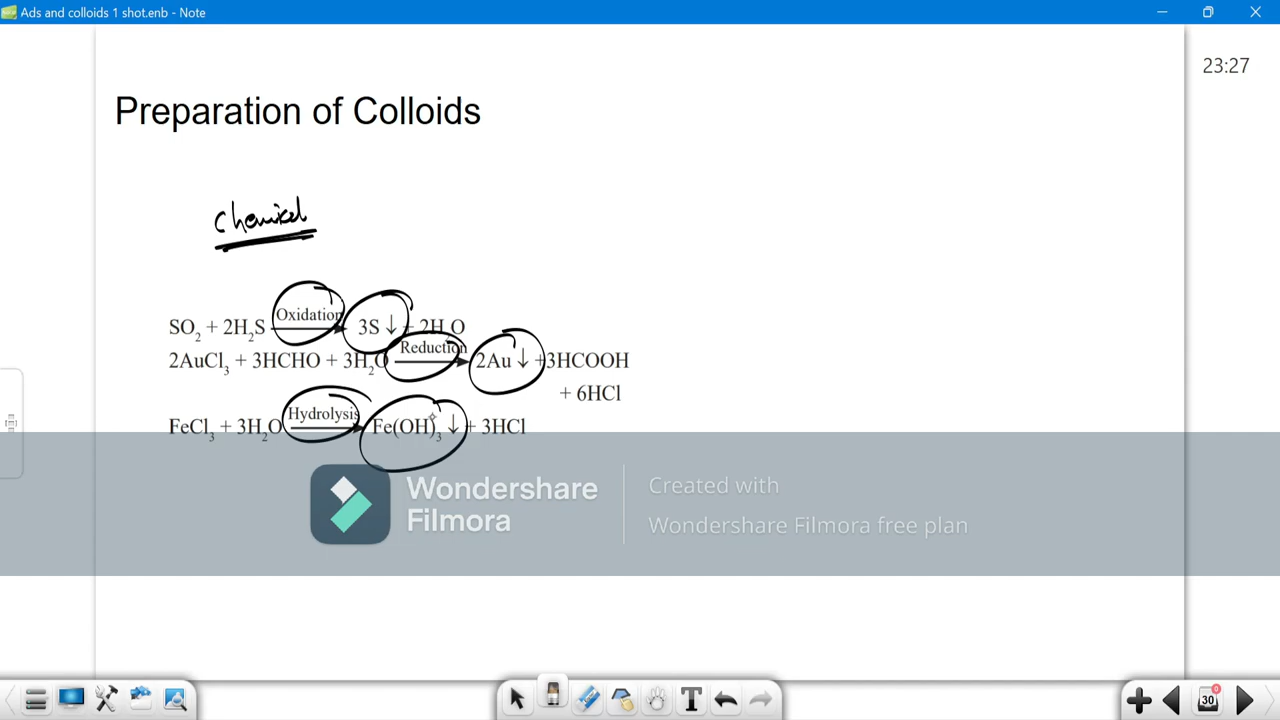 Ads and colloids 1 shot.enb - Note
23:27
Preparation of Colloids
Chemical
SO₂ + 2H₂S Oxidation→ 3S ↓ + 2H₂O
2AuCl₃ + 3HCHO + 3H₂O Reduction→ 2Au ↓ +3HCOOH
+ 6HCl
FeCl₃ + 3H₂O Hydrolysis→ Fe(OH)₃ ↓ + 3HCl
Wondershare
Filmora
Created with
Wondershare Filmora free plan
T
30
0